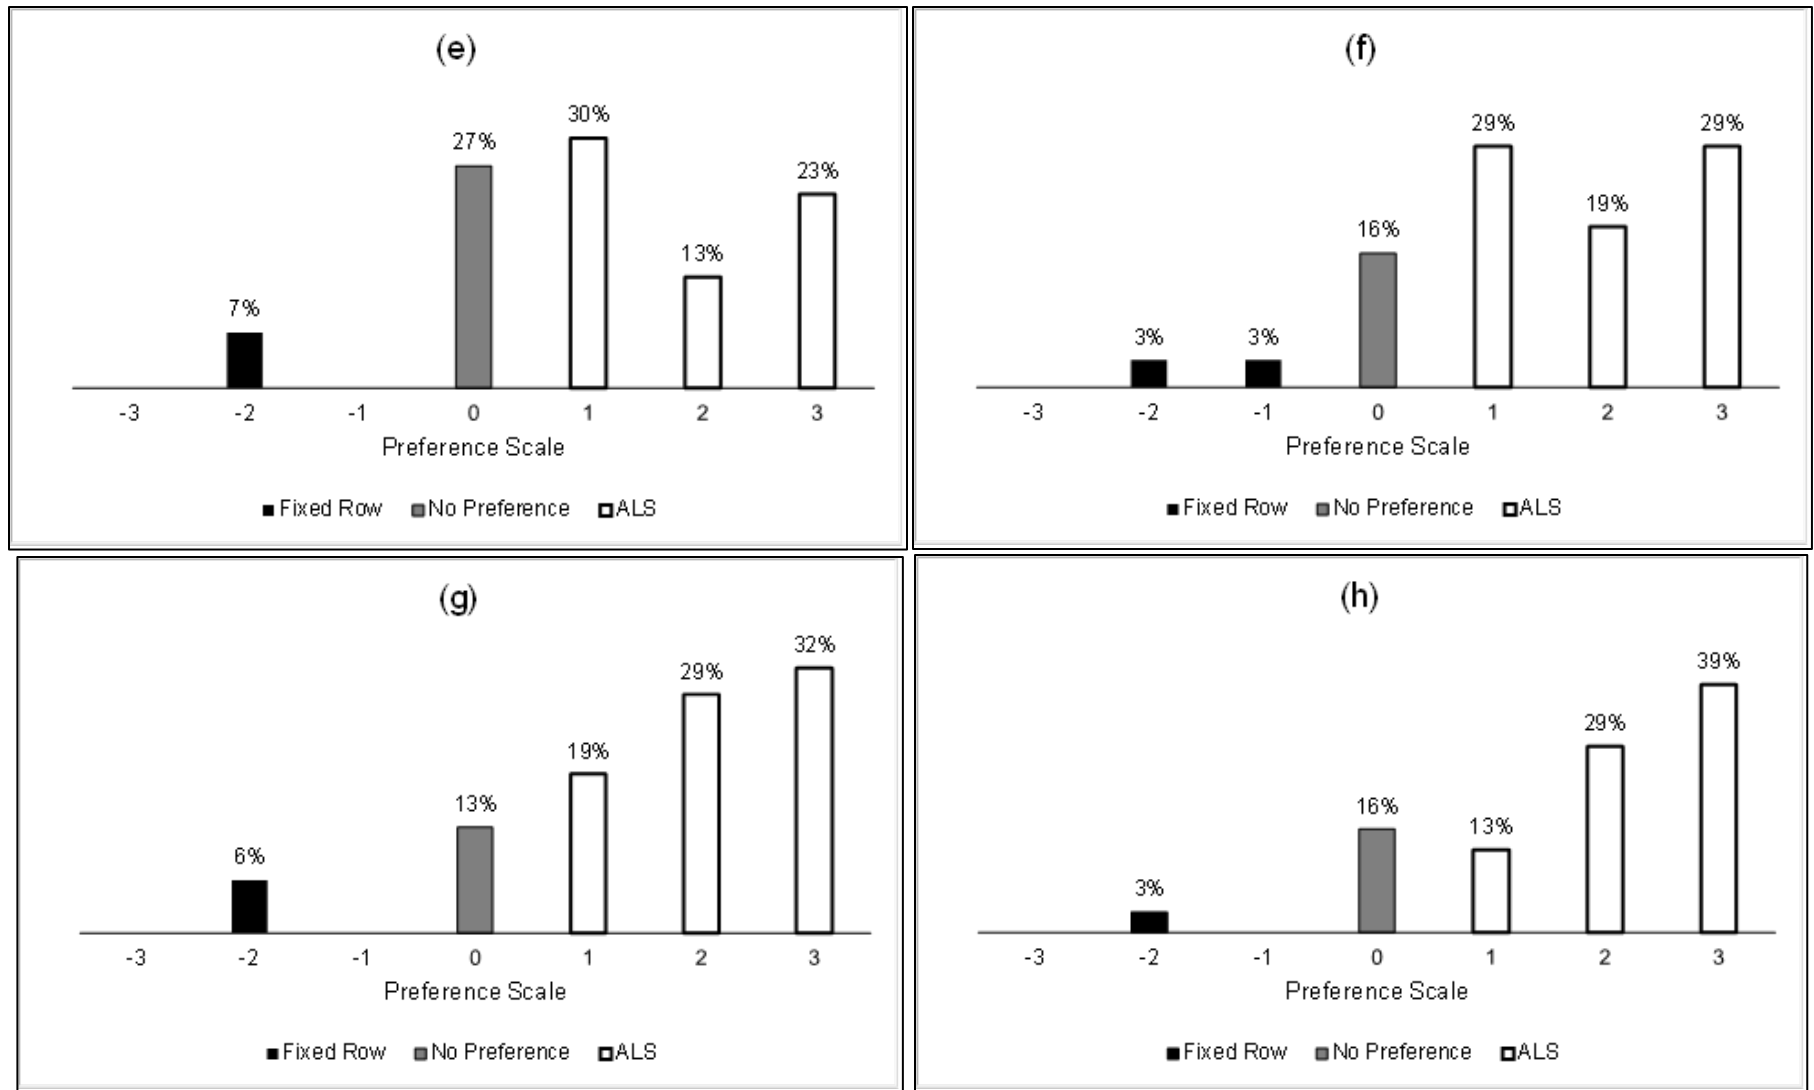 (e)
30%
27%
23%
13%
7%
-3 -2 -1 0 1 2 3
Preference Scale
Fixed Row No Preference ALS
(f)
29% 29%
19%
16%
3% 3%
-3 -2 -1 0 1 2 3
Preference Scale
Fixed Row No Preference ALS
(g)
32%
29%
19%
13%
6%
-3 -2 -1 0 1 2 3
Preference Scale
Fixed Row No Preference ALS
(h)
39%
29%
16%
13%
3%
-3 -2 -1 0 1 2 3
Preference Scale
Fixed Row No Preference ALS